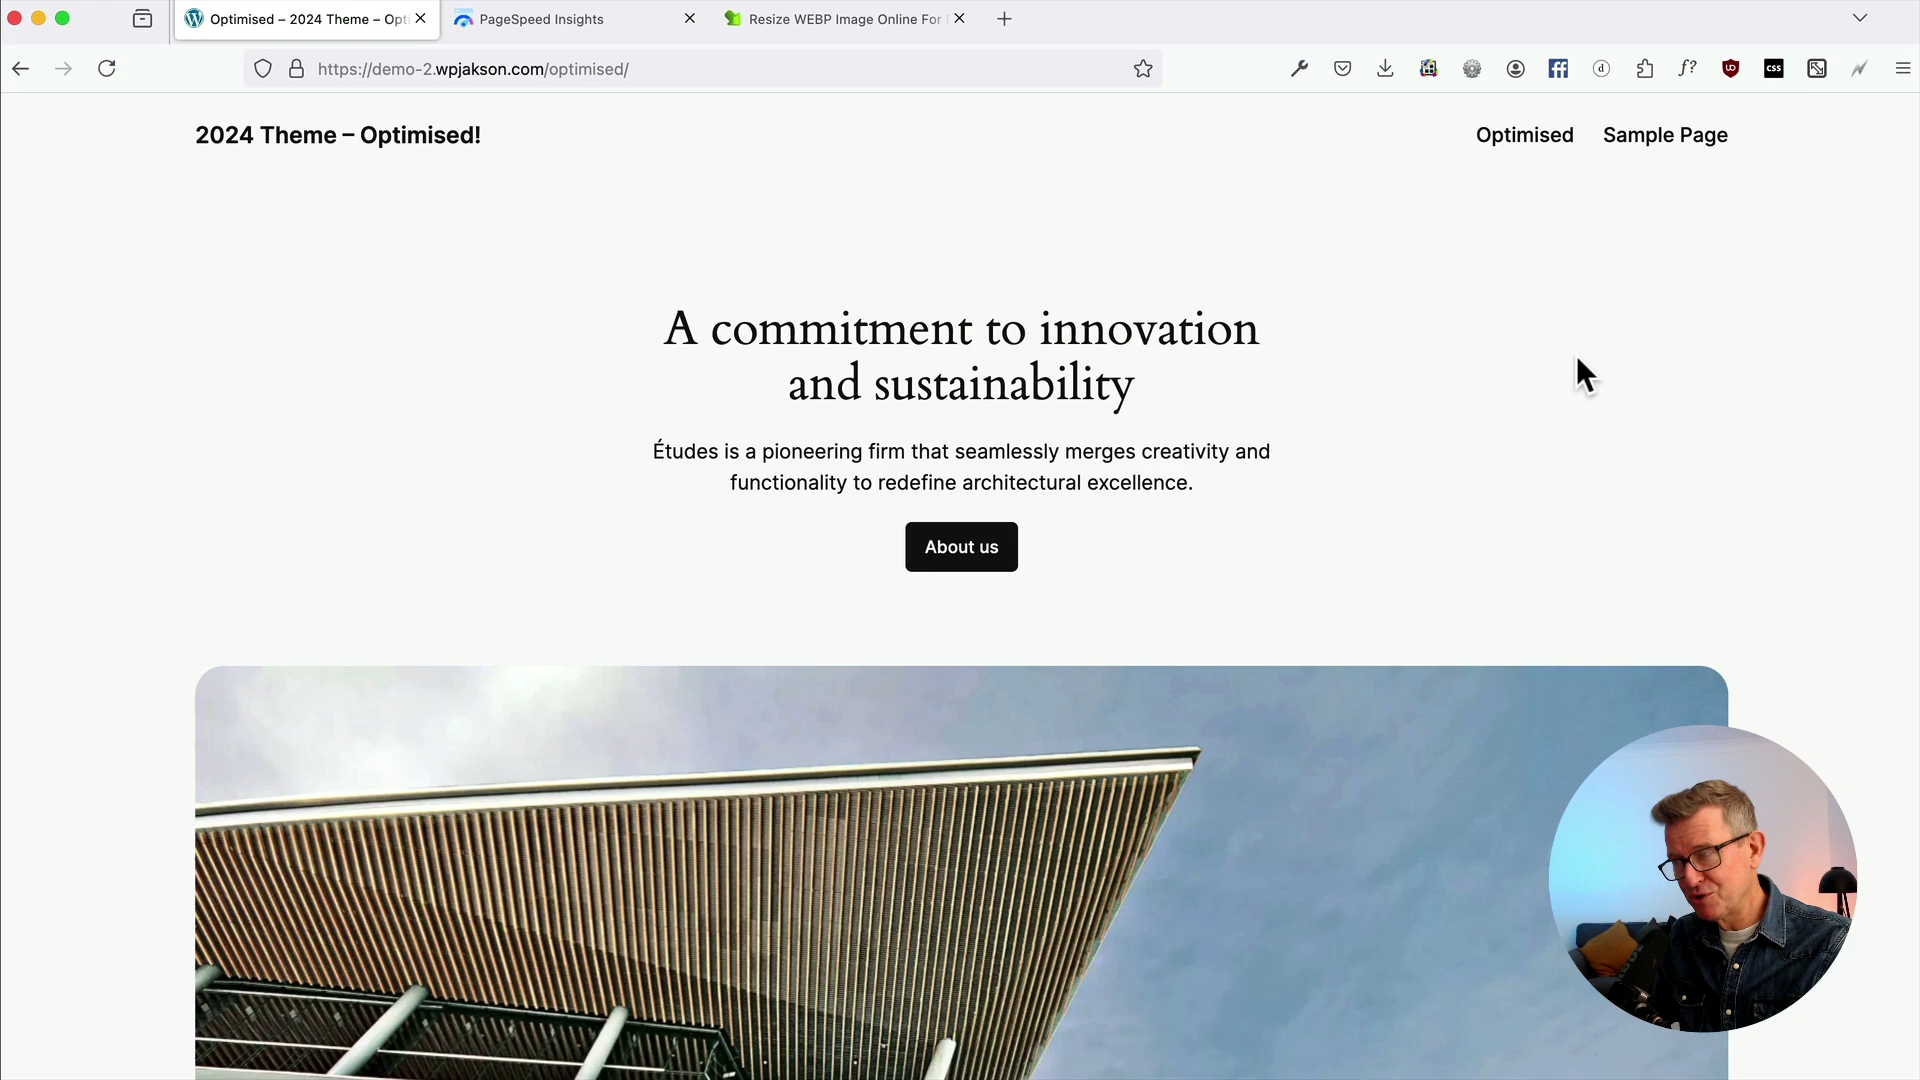 Optimised – 2024 Theme – Opti
PageSpeed Insights
Resize WEBP Image Online For
https://demo-2.wpjakson.com/optimised/
2024 Theme – Optimised!
Optimised
Sample Page
A commitment to innovation
and sustainability
Études is a pioneering firm that seamlessly merges creativity and
functionality to redefine architectural excellence.
About us
css
f?
d